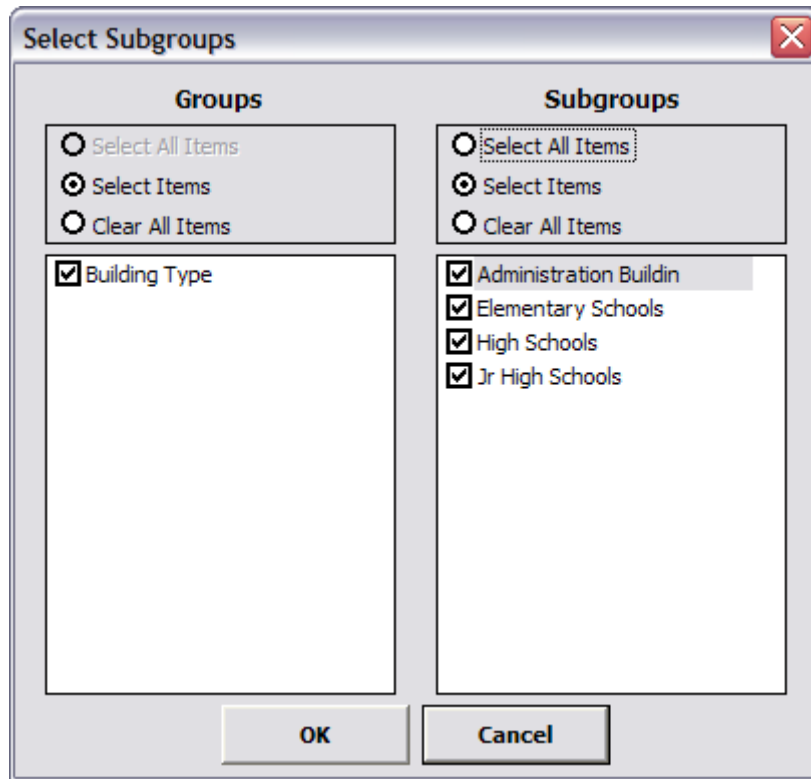 Select Subgroups
Groups
Select All Items
Select Items
Clear All Items
Building Type
Subgroups
Select All Items
Select Items
Clear All Items
Administration Buildin
Elementary Schools
High Schools
Jr High Schools
OK
Cancel